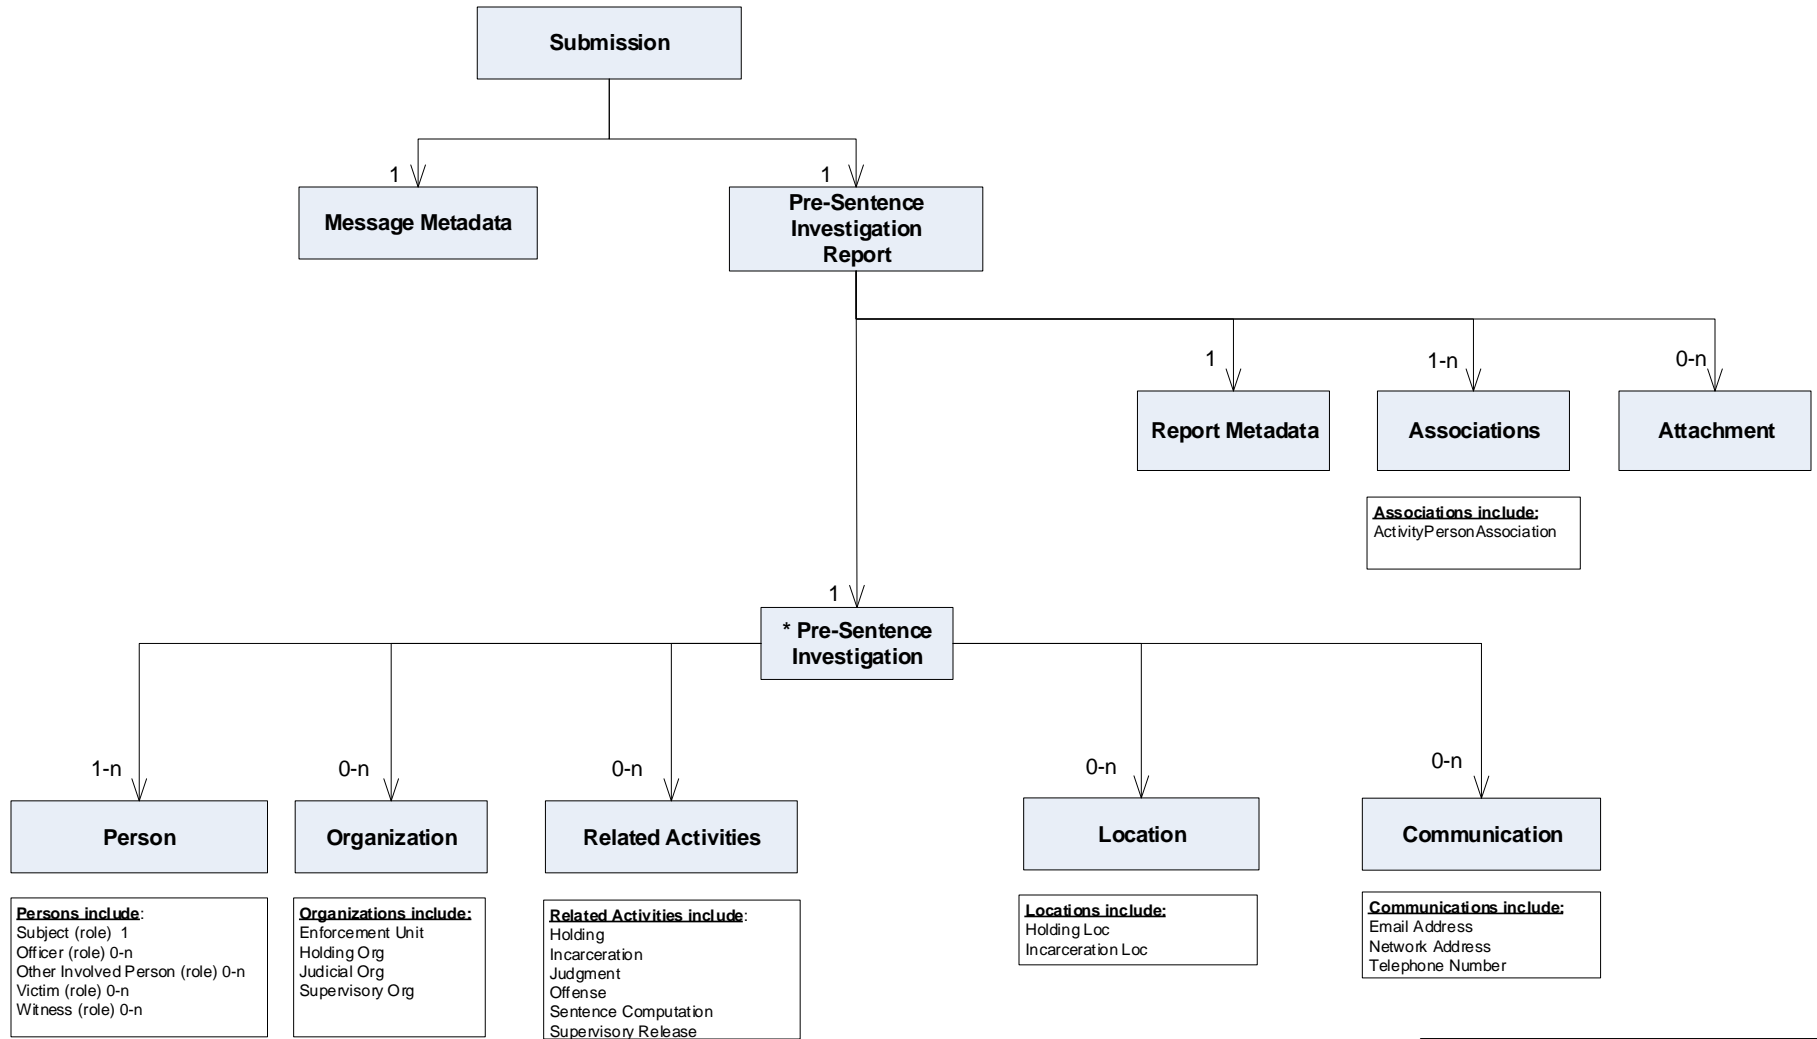 Submission
1
1
Message Metadata
Pre-Sentence
Investigation
Report
1
1-n
0-n
Report Metadata
Associations
Attachment
Associations include:
ActivityPersonAssociation
1
* Pre-Sentence
Investigation
1-n
0-n
0-n
0-n
0-n
Person
Organization
Related Activities
Location
Communication
Persons include:
Subject (role) 1
Officer (role) 0-n
Other Involved Person (role) 0-n
Victim (role) 0-n
Witness (role) 0-n
Organizations include:
Enforcement Unit
Holding Org
Judicial Org
Supervisory Org
Related Activities include:
Holding
Incarceration
Judgment
Offense
Sentence Computation
Supervisory Release
Locations include:
Holding Loc
Incarceration Loc
Communications include:
Email Address
Network Address
Telephone Number